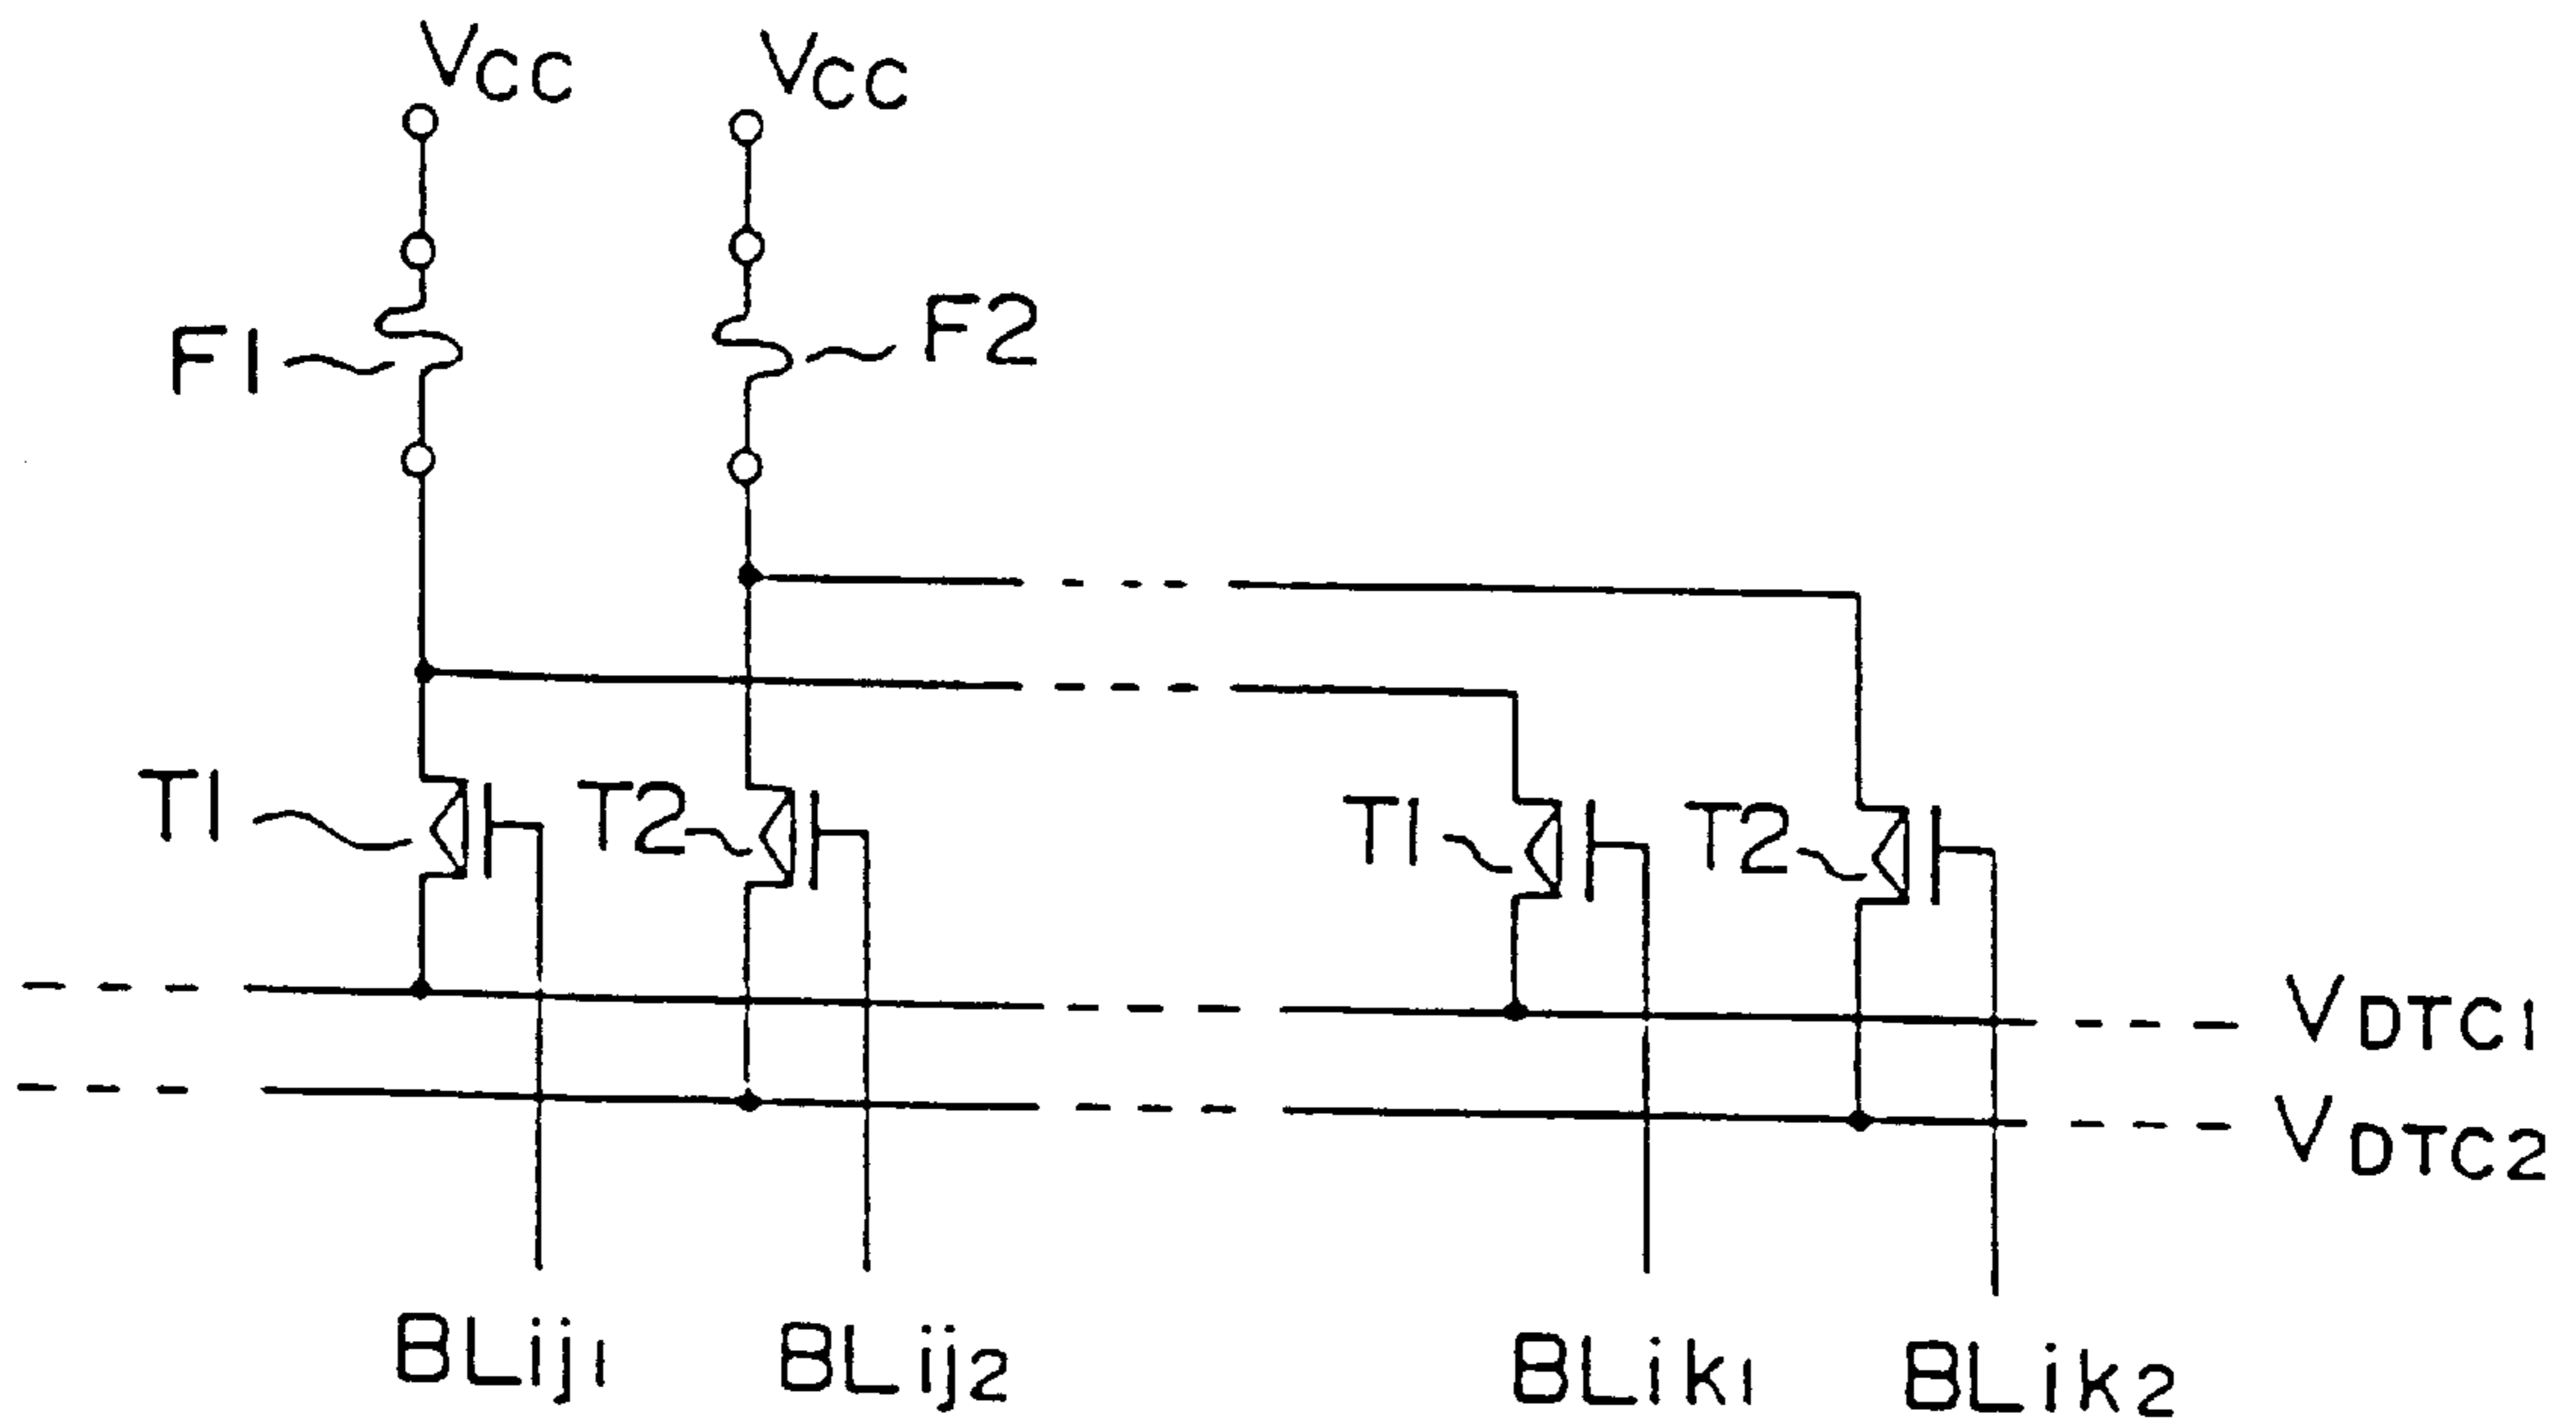 VCC VCC
F1 F2
T1 T2 T1 T2
VDTC1
VDTC2
BLij1 BLij2 BLik1 BLik2